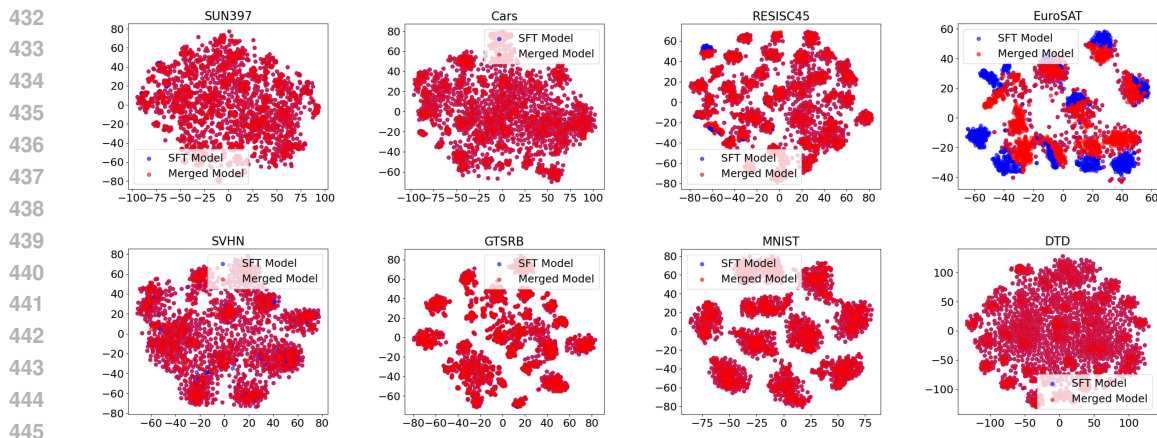 432
433
434
435
436
437
438
439
440
441
442
443
444
445
SUN397
80
60
40
20
0
−20
−40
−60
−80
SFT Model
Merged Model
−100 −75 −50 −25 0 25 50 75 100
Cars
80
60
40
20
0
−20
−40
−60
SFT Model
Merged Model
−100 −75 −50 −25 0 25 50 75 100
RESISC45
60
40
20
0
−20
−40
−60
−80
SFT Model
Merged Model
−80 −60 −40 −20 0 20 40 60 80
EuroSAT
60
40
20
0
−20
−40
SFT Model
Merged Model
−60 −40 −20 0 20 40 60
SVHN
80
60
40
20
0
−20
−40
−60
−80
SFT Model
Merged Model
−60 −40 −20 0 20 40 60 80
GTSRB
80
60
40
20
0
−20
−40
−60
SFT Model
Merged Model
−80 −60 −40 −20 0 20 40 60 80
MNIST
80
60
40
20
0
−20
−40
−60
−80
SFT Model
Merged Model
−75 −50 −25 0 25 50 75
DTD
100
50
0
−50
−100
SFT Model
Merged Model
−100 −50 0 50 100